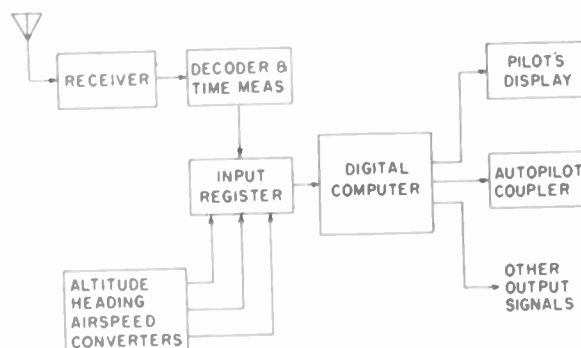 RECEIVER
DECODER &
TIME MEAS
INPUT
REGISTER
ALTITUDE
HEADING
AIRSPEED
CONVERTERS
DIGITAL
COMPUTER
PILOT'S
DISPLAY
AUTOPILOT
COUPLER
OTHER
OUTPUT
SIGNALS